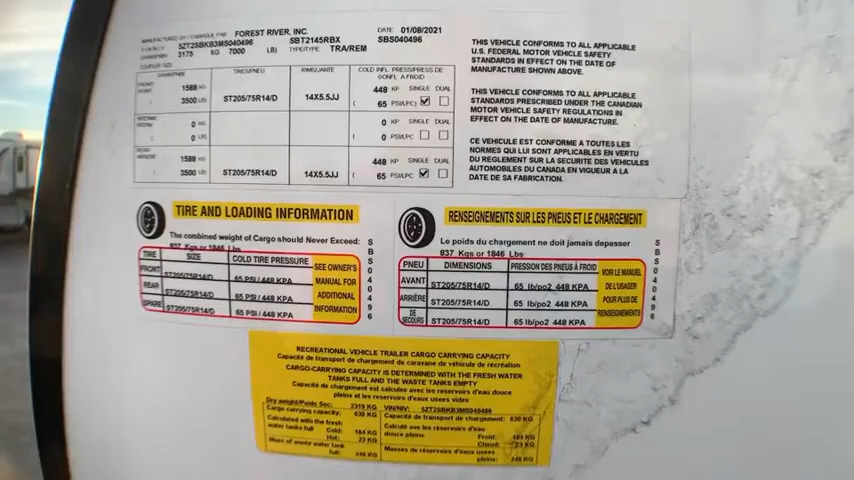 MANUFACTURED BY / FABRIQUE PAR FOREST RIVER, INC. DATE 01/08/2021
5ZT2SBKB3MS040496 SBT2145RBX SBS040496
3175 KG 7000 LB) TYPE/TYPE TRA/REM
TIRES/PNEU RIMS/JANTE COLD INFL. PRESS/PRESS DE GONFL. A FROID
1588 KG ST205/75R14/D 14X5.5JJ 448 KP SINGLE DUAL
3500 LBS ( 65 PSI/LPC)
0 KG 0 KP SINGLE DUAL
0 LBS ( 0 PSI/LPC
1588 KG ST205/75R14/D 14X5.5JJ 448 KP SINGLE DUAL
3500 LBS ( 65 PSI/LPC
THIS VEHICLE CONFORMS TO ALL APPLICABLE
U.S. FEDERAL MOTOR VEHICLE SAFETY
STANDARDS IN EFFECT ON THE DATE OF
MANUFACTURE SHOWN ABOVE.
THIS VEHICLE CONFORMS TO ALL APPLICABLE
STANDARDS PRESCRIBED UNDER THE CANADIAN
MOTOR VEHICLE SAFETY REGULATIONS IN
EFFECT ON THE DATE OF MANUFACTURE.
CE VÉHICULE EST CONFORME A TOUTES LES
NORMES QUI LUI SONT APPLICABLES EN VERTU
DU REGLEMENT SUR LA SECURITE DES VEHICULES
AUTOMOBILES DU CANADA EN VIGUEUR A LA
DATE DE SA FABRICATION.
TIRE AND LOADING INFORMATION
The combined weight of Cargo should Never Exceed:
837 Kgs or 1846 Lbs
TIRE SIZE COLD TIRE PRESSURE
FRONT ST205/75R14/D 65 PSI / 448 KPA
REAR ST205/75R14/D 65 PSI / 448 KPA
SPARE ST205/75R14/D 65 PSI / 448 KPA
SEE OWNER'S
MANUAL FOR
ADDITIONAL
INFORMATION
SBS040496
RENSEIGNEMENTS SUR LES PNEUS ET LE CHARGEMENT
Le poids du chargement ne doit jamais depasser
837 Kgs or 1846 Lbs
PNEU DIMENSIONS PRESSION DES PNEUS À FROID
AVANT ST205/75R14/D 65 lb/po2 448 KPA
ARRIÈRE ST205/75R14/D 65 lb/po2 448 KPA
DE SECOURS ST205/75R14/D 65 lb/po2 448 KPA
VOIR LE MANUEL
DE L'USAGER
POUR PLUS DE
RENSEIGNEMENTS
SBS040496
RECREATIONAL VEHICLE TRAILER CARGO CARRYING CAPACITY
Capacité de transport de chargement de caravane de véhicule de récréation
CARGO-CARRYING CAPACITY IS DETERMINED WITH THE FRESH WATER
TANKS FULL AND THE WASTE TANKS EMPTY
Capacité de chargement est calculée avec les reservoirs d'eau douce
pleins et les reservoirs d'eaux usees vides
Dry weight/Poids Sec: 2319 KG VIN/NIV: 5ZT2SBKB3MS040496
Cargo carrying capacity: 630 KG Capacité de transport de chargement: 630 KG
Calculated with the fresh
water tanks full Cold: 184 KG
Hot: 23 KG
Calculé avec les réservoirs d'eau
douce pleins Froid: 184 KG
Chaud: 23 KG
Mass of waste water tank
full:
Masses de reservoirs d'eaux usées
pleins: